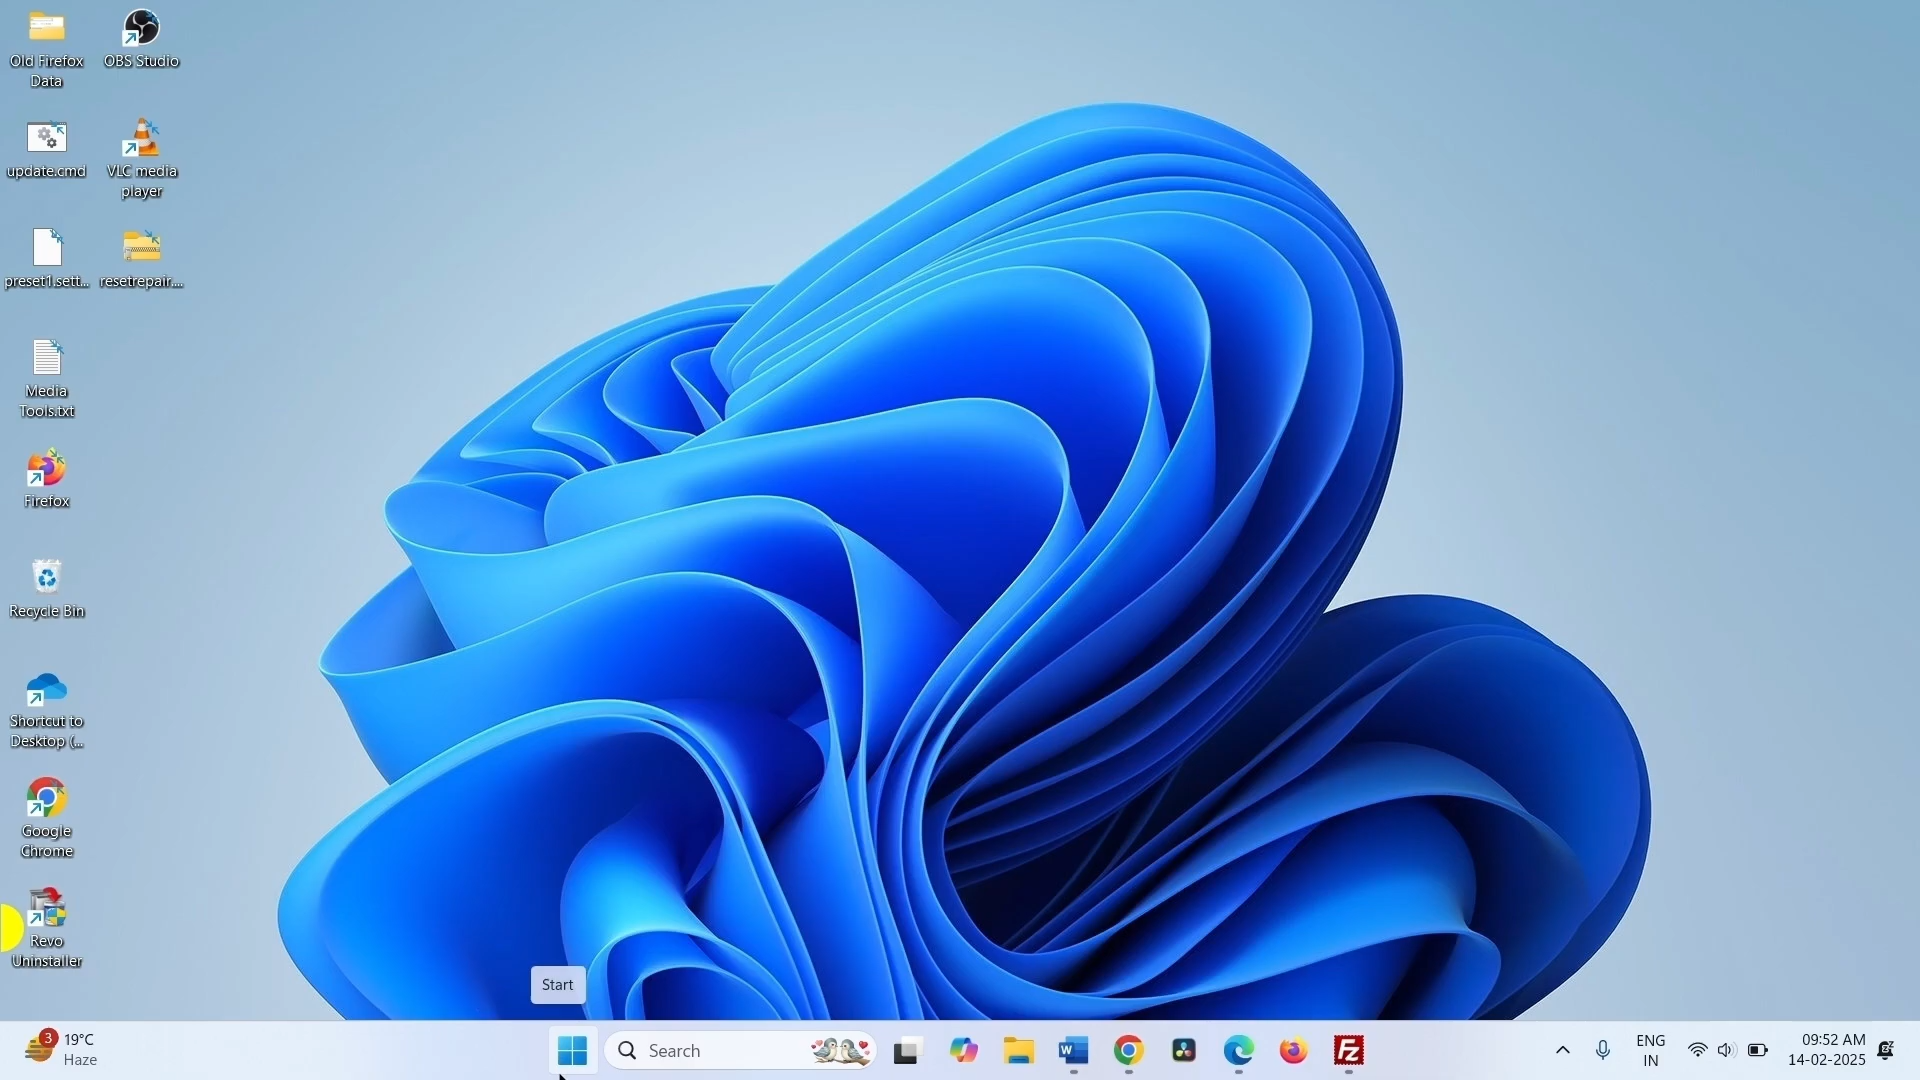 Old Firefox
Data
OBS Studio
update.cmd
VLC media
player
preset1.sett...
resetrepair....
Media
Tools.txt
Firefox
Recycle Bin
Shortcut to
Desktop (...
Google
Chrome
Revo
Uninstaller
Start
3
19°C
Haze
Search
W
Fz
ENG
IN
09:52 AM
14-02-2025